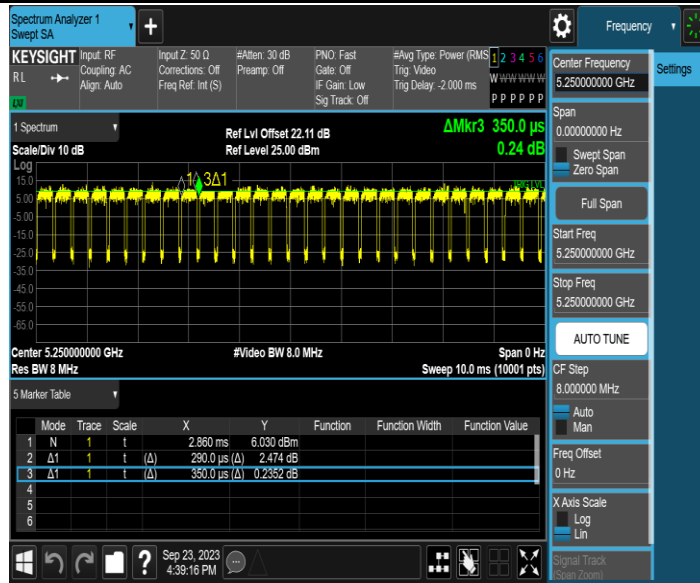 Spectrum Analyzer 1
Swept SA
+
Frequency
KEYSIGHT
RL
LXI
Input: RF
Coupling: AC
Align: Auto
Input Z: 50 Ω
Corrections: Off
Freq Ref: Int (S)
#Atten: 30 dB
Preamp: Off
PNO: Fast
Gate: Off
IF Gain: Low
Sig Track: Off
#Avg Type: Power (RMS
Trig: Video
Trig Delay: -2.000 ms
1 2 3 4 5 6
W W W W W W
P P P P P P
1 Spectrum
Scale/Div 10 dB
Ref Lvl Offset 22.11 dB
Ref Level 25.00 dBm
ΔMkr3 350.0 µs
0.24 dB
Log
15.0
5.00
-5.00
-15.0
-25.0
-35.0
-45.0
-55.0
-65.0
3Δ1
TRIG LVL
Center 5.250000000 GHz
#Video BW 8.0 MHz
Span 0 Hz
Res BW 8 MHz
Sweep 10.0 ms (10001 pts)
5 Marker Table
Mode Trace Scale X Y Function Function Width Function Value
1 N 1 t 2.860 ms 6.030 dBm
2 Δ1 1 t (Δ) 290.0 µs (Δ) 2.474 dB
3 Δ1 1 t (Δ) 350.0 µs (Δ) 0.2352 dB
4
5
6
Sep 23, 2023
4:39:16 PM
Center Frequency
5.250000000 GHz
Settings
Span
0.00000000 Hz
Swept Span
Zero Span
Full Span
Start Freq
5.250000000 GHz
Stop Freq
5.250000000 GHz
AUTO TUNE
CF Step
8.000000 MHz
Auto
Man
Freq Offset
0 Hz
X Axis Scale
Log
Lin
Signal Track
(Span Zoom)